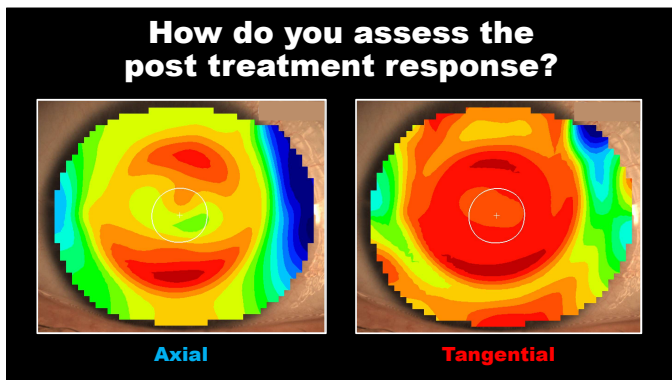 How do you assess the
post treatment response?
Axial
Tangential